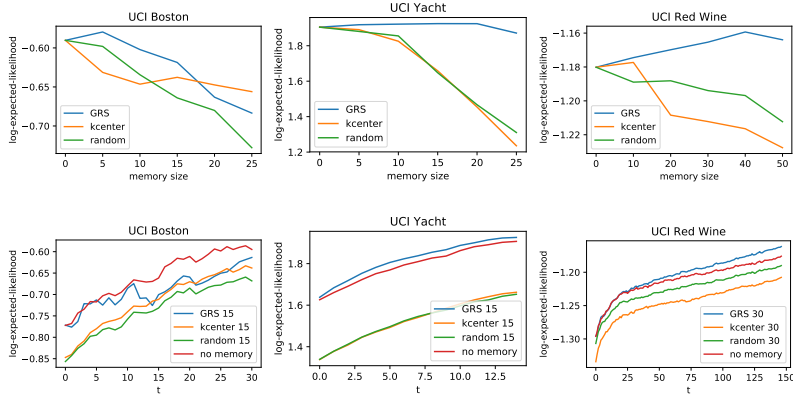 UCI Boston
−0.60
−0.65
−0.70
log-expected-likelihood
GRS
kcenter
random
0 5 10 15 20 25
memory size
UCI Yacht
1.8
1.6
1.4
1.2
log-expected-likelihood
GRS
kcenter
random
0 5 10 15 20 25
memory size
UCI Red Wine
−1.16
−1.18
−1.20
−1.22
log-expected-likelihood
GRS
kcenter
random
0 10 20 30 40 50
memory size
UCI Boston
−0.60
−0.65
−0.70
−0.75
−0.80
−0.85
log-expected-likelihood
GRS 15
kcenter 15
random 15
no memory
0 5 10 15 20 25 30
t
UCI Yacht
1.8
1.6
1.4
log-expected-likelihood
GRS 15
kcenter 15
random 15
no memory
0.0 2.5 5.0 7.5 10.0 12.5
t
UCI Red Wine
−1.20
−1.30
log-expected-likelihood
GRS 30
kcenter 30
random 30
no memory
0 25 50 75 100 125 150
t